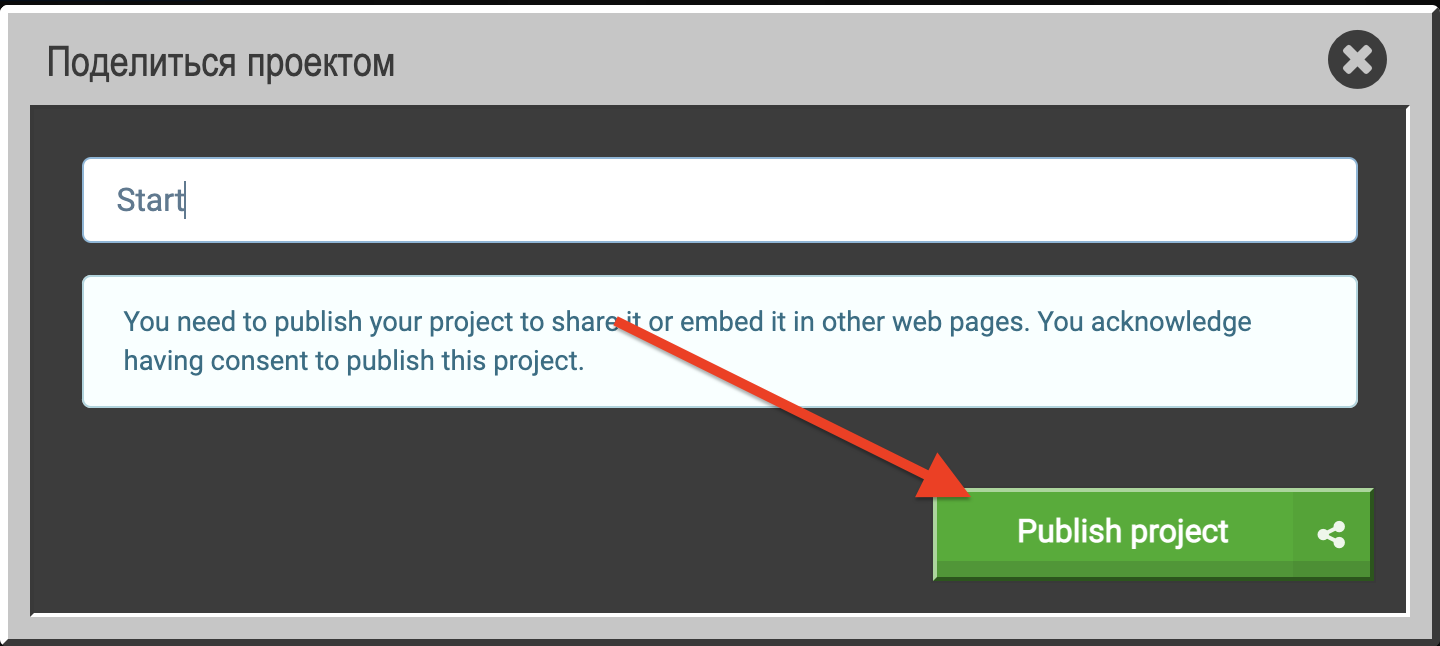 Поделиться проектом
Start
You need to publish your project to share it or embed it in other web pages. You acknowledge
having consent to publish this project.
Publish project